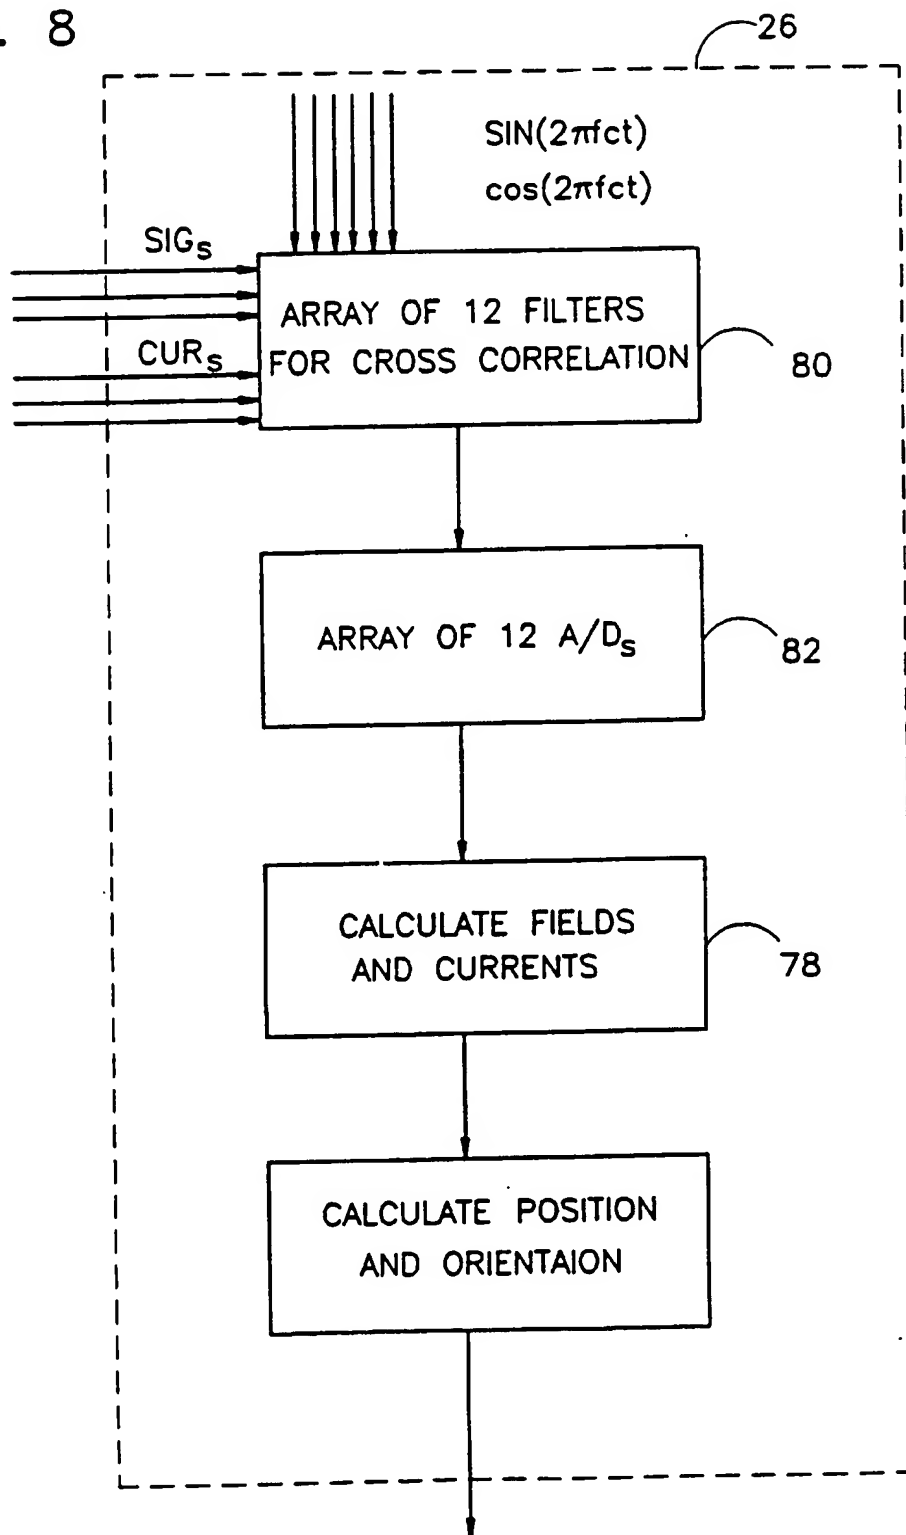 . 8
26
SIN(2πfct)
cos(2πfct)
SIGs
ARRAY OF 12 FILTERS
FOR CROSS CORRELATION
CURs
80
ARRAY OF 12 A/Ds
82
CALCULATE FIELDS
AND CURRENTS
78
CALCULATE POSITION
AND ORIENTAION